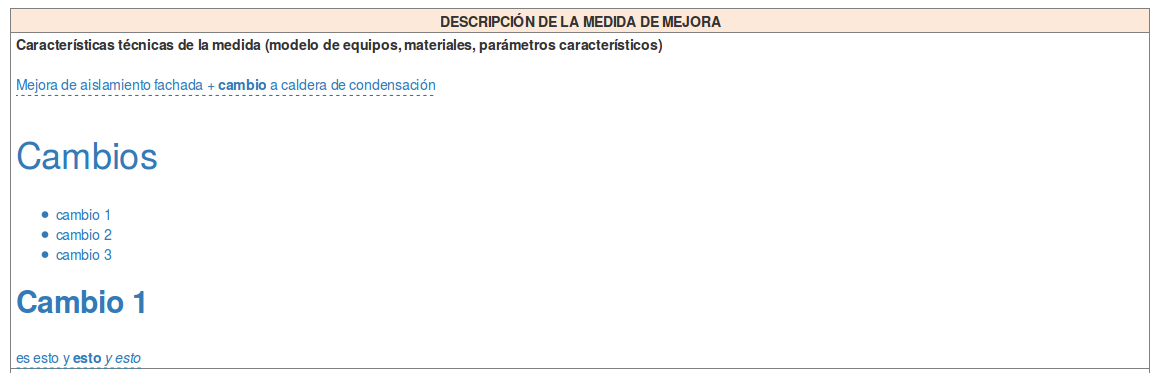 DESCRIPCIÓN DE LA MEDIDA DE MEJORA
Características técnicas de la medida (modelo de equipos, materiales, parámetros característicos)
Mejora de aislamiento fachada + cambio a caldera de condensación
Cambios
• cambio 1
• cambio 2
• cambio 3
Cambio 1
es esto y esto y esto